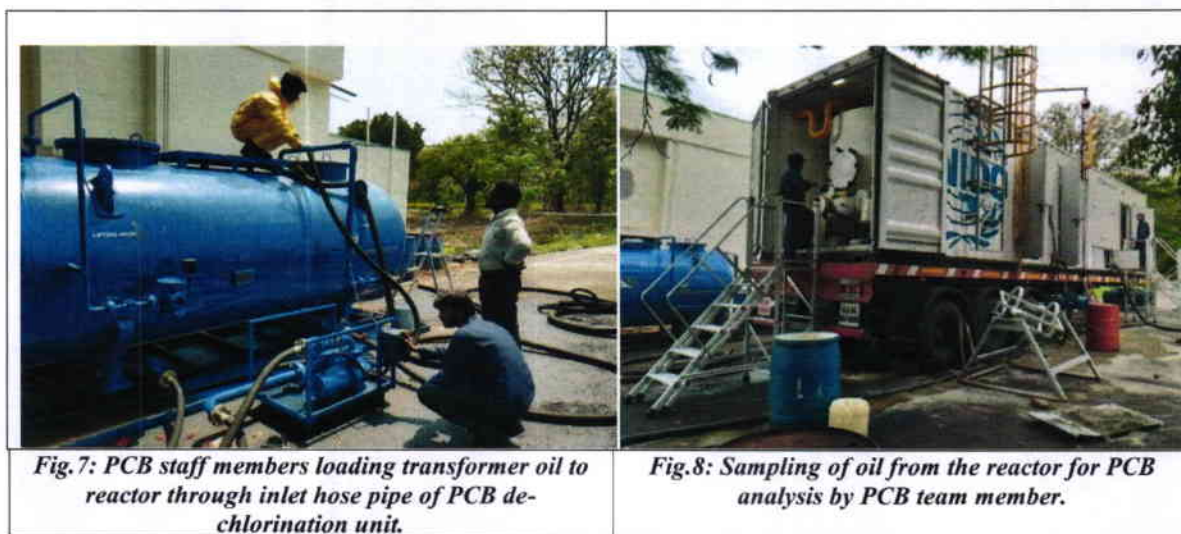 Fig.7: PCB staff members loading transformer oil to
reactor through inlet hose pipe of PCB de-
chlorination unit.
Fig.8: Sampling of oil from the reactor for PCB
analysis by PCB team member.